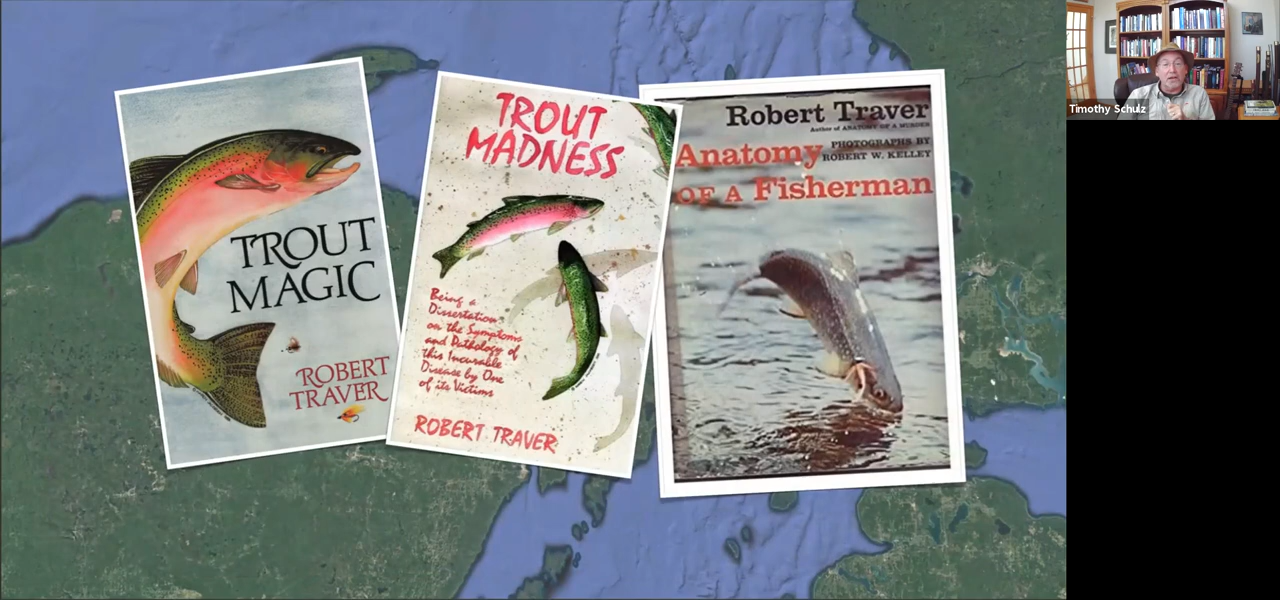 TROUT
MAGIC
ROBERT
TRAVER
TROUT
MADNESS
Being a
Dissertation
on the Symptoms
and Pathology of
this Incurable
Disease by One
of its Victims
ROBERT TRAVER
Robert Traver
Author of ANATOMY OF A MURDER
Anatomy
PHOTOGRAPHS BY
ROBERT W. KELLEY
OF A Fisherman
Timothy Schulz